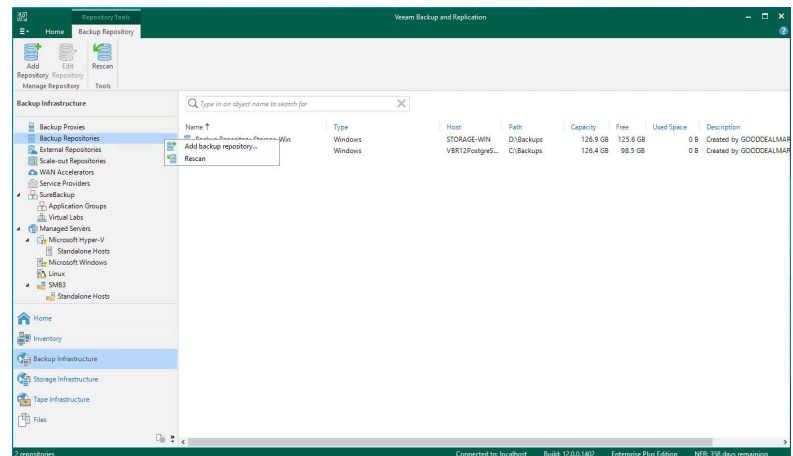 Repository Tools
Veeam Backup and Replication
Home Backup Repository
Add Repository
Edit Repository
Rescan
Manage Repository Tools
Backup Infrastructure
Type in an object name to search for
Backup Proxies
Backup Repositories
External Repositories
Scale-out Repositories
WAN Accelerators
Service Providers
SureBackup
Application Groups
Virtual Labs
Managed Servers
Microsoft Hyper-V
Standalone Hosts
Microsoft Windows
Linux
SMB3
Standalone Hosts
Add backup repository...
Rescan
Name Type Host Path Capacity Free Used Space Description
Backup Repository Storage-Win Windows STORAGE-WIN D:\Backups 126.9 GB 125.6 GB 0 B Created by GOODDEALMAR
Windows VBR12PostgreS... C:\Backups 126.4 GB 98.5 GB 0 B Created by GOODDEALMAR
Home
Inventory
Backup Infrastructure
Storage Infrastructure
Tape Infrastructure
Files
2 repositories
Connected to: localhost Build: 12.0.0.1402 Enterprise Plus Edition NFR: 358 days remaining